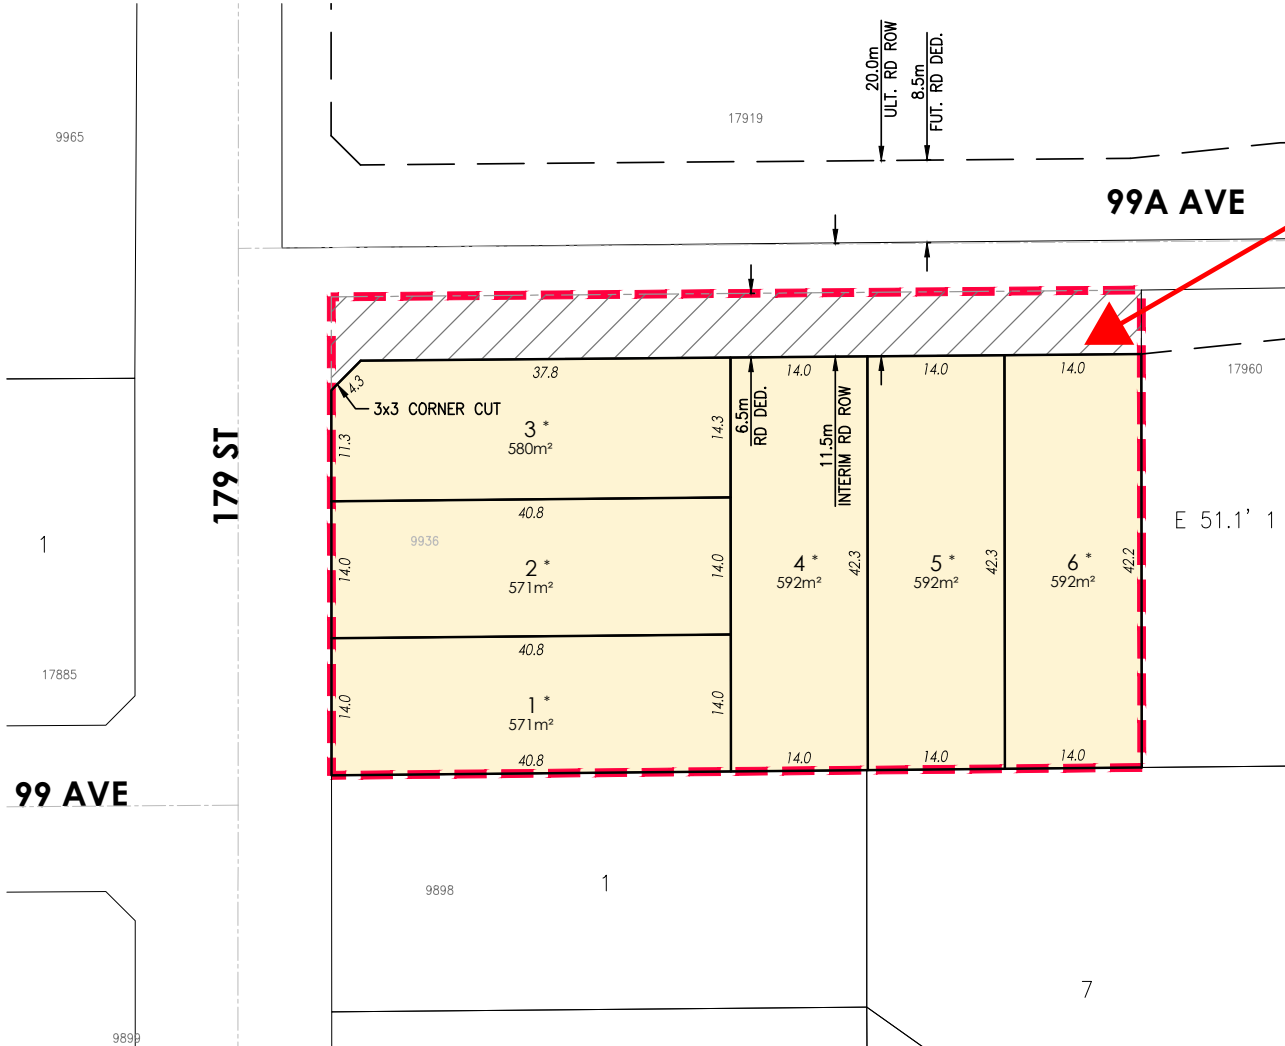 20.0m
ULT. RD ROW
8.5m
FUT. RD DED.
17919
9965
99A AVE
17960
37.8
14.0
14.0
14.0
4.3
3x3 CORNER CUT
6.5m
RD DED.
11.5m
INTERIM RD ROW
11.3
3 *
580m²
14.3
179 ST
40.8
9936
14.0
2 *
571m²
14.0
4 *
592m²
42.3
5 *
592m²
42.3
6 *
592m²
42.2
E 51.1' 1
1
40.8
17885
14.0
1 *
571m²
14.0
40.8
14.0
14.0
14.0
99 AVE
9898
1
7
9899